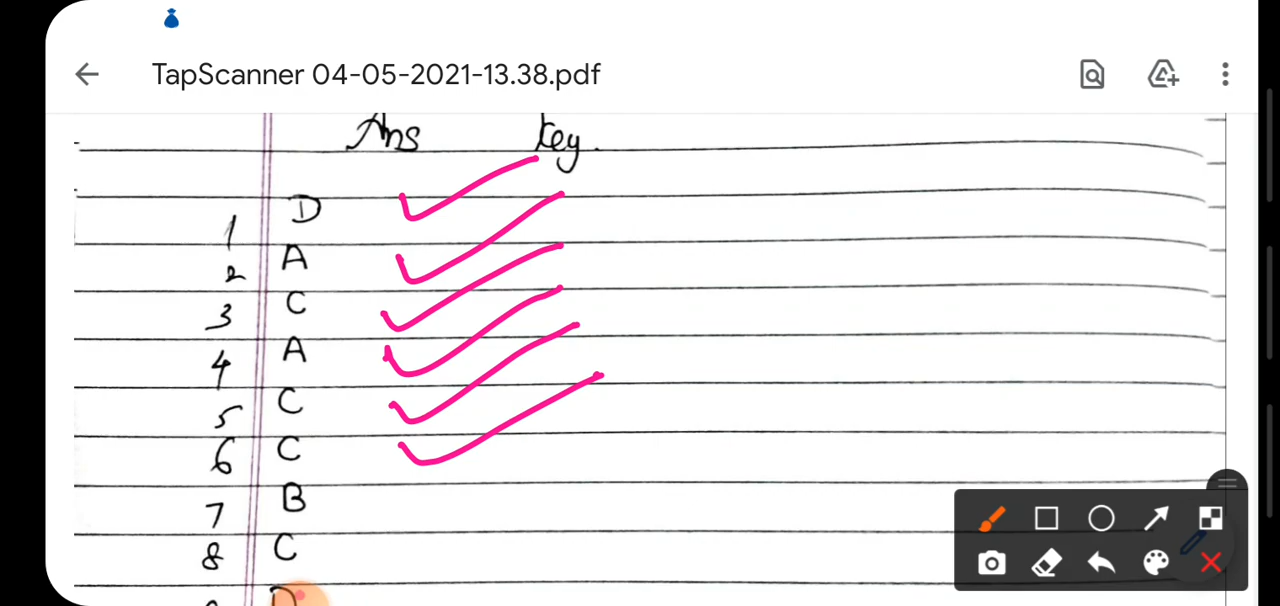 TapScanner 04-05-2021-13.38.pdf
Ans Key.
1 D
2 A
3 C
4 A
5 C
6 C
7 B
8 C
D